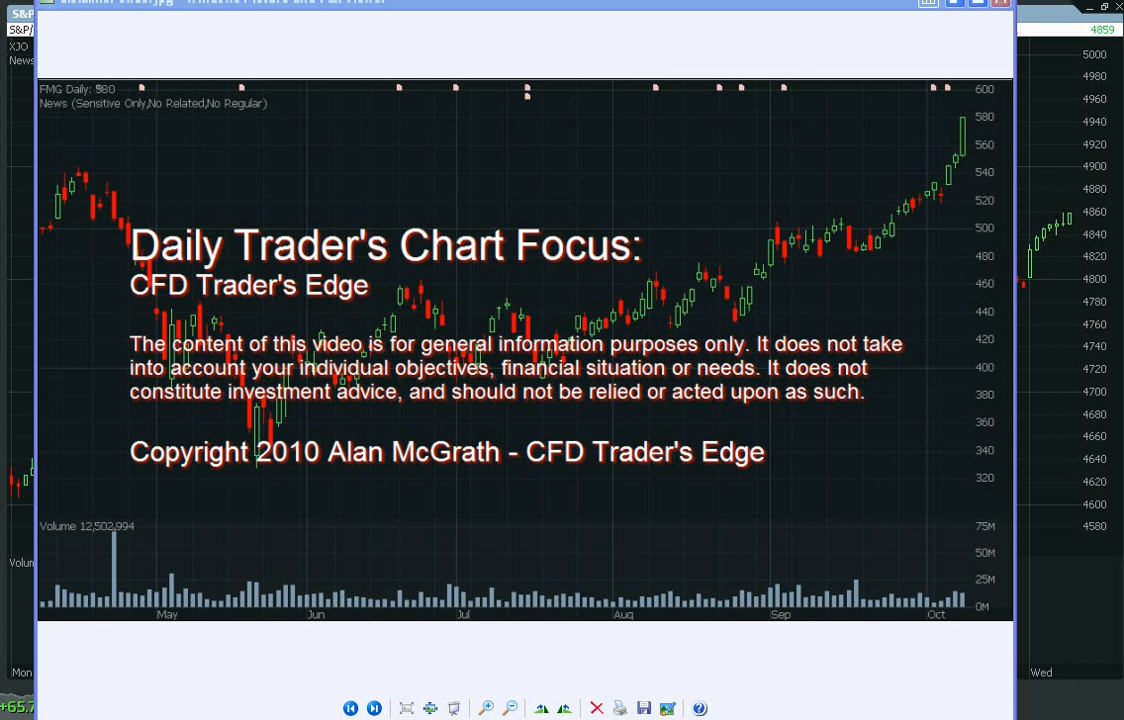 S&P
S&P/
XJO
News
4859
FMG Daily: 580
News (Sensitive Only,No Related,No Regular)
600
580
560
540
520
500
480
460
440
420
400
380
360
340
320
Daily Trader's Chart Focus:
CFD Trader's Edge
The content of this video is for general information purposes only. It does not take
into account your individual objectives, financial situation or needs. It does not
constitute investment advice, and should not be relied or acted upon as such.
Copyright 2010 Alan McGrath - CFD Trader's Edge
Volume 12,502,994
75M
50M
25M
0M
May Jun Jul Aug Sep Oct
5000
4980
4960
4940
4920
4900
4880
4860
4840
4820
4800
4780
4760
4740
4720
4700
4680
4660
4640
4620
4600
4580
Volum
Mon
Wed
+65.7